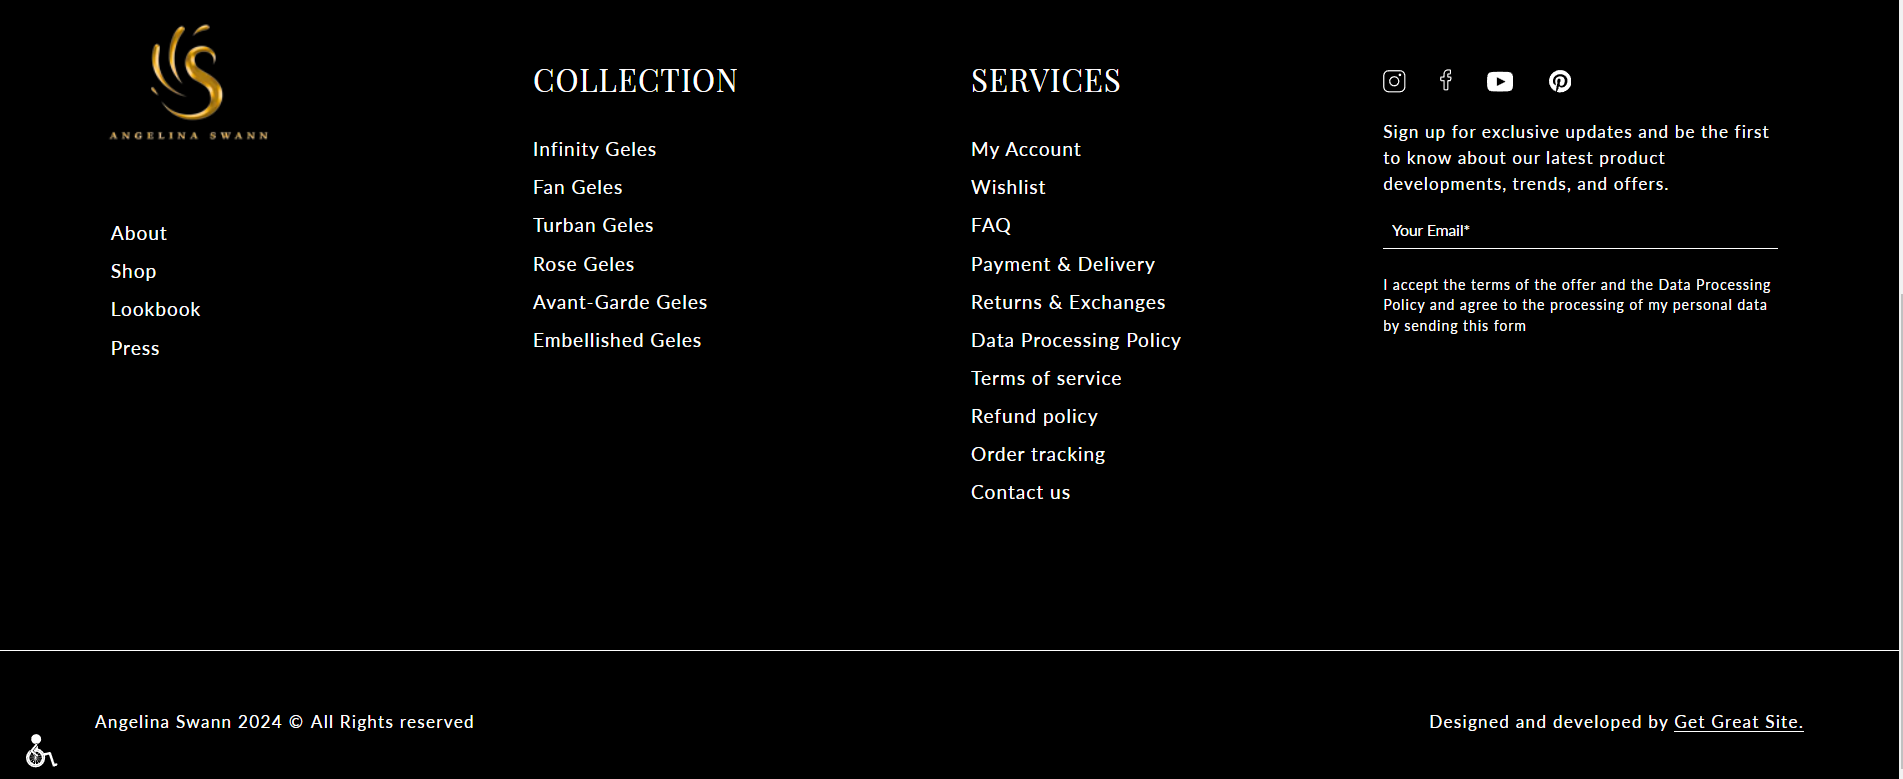 ANGELINA SWANN
About
Shop
Lookbook
Press
COLLECTION
Infinity Geles
Fan Geles
Turban Geles
Rose Geles
Avant-Garde Geles
Embellished Geles
SERVICES
My Account
Wishlist
FAQ
Payment & Delivery
Returns & Exchanges
Data Processing Policy
Terms of service
Refund policy
Order tracking
Contact us
Sign up for exclusive updates and be the first
to know about our latest product
developments, trends, and offers.
Your Email*
I accept the terms of the offer and the Data Processing
Policy and agree to the processing of my personal data
by sending this form
Angelina Swann 2024 © All Rights reserved
Designed and developed by Get Great Site.